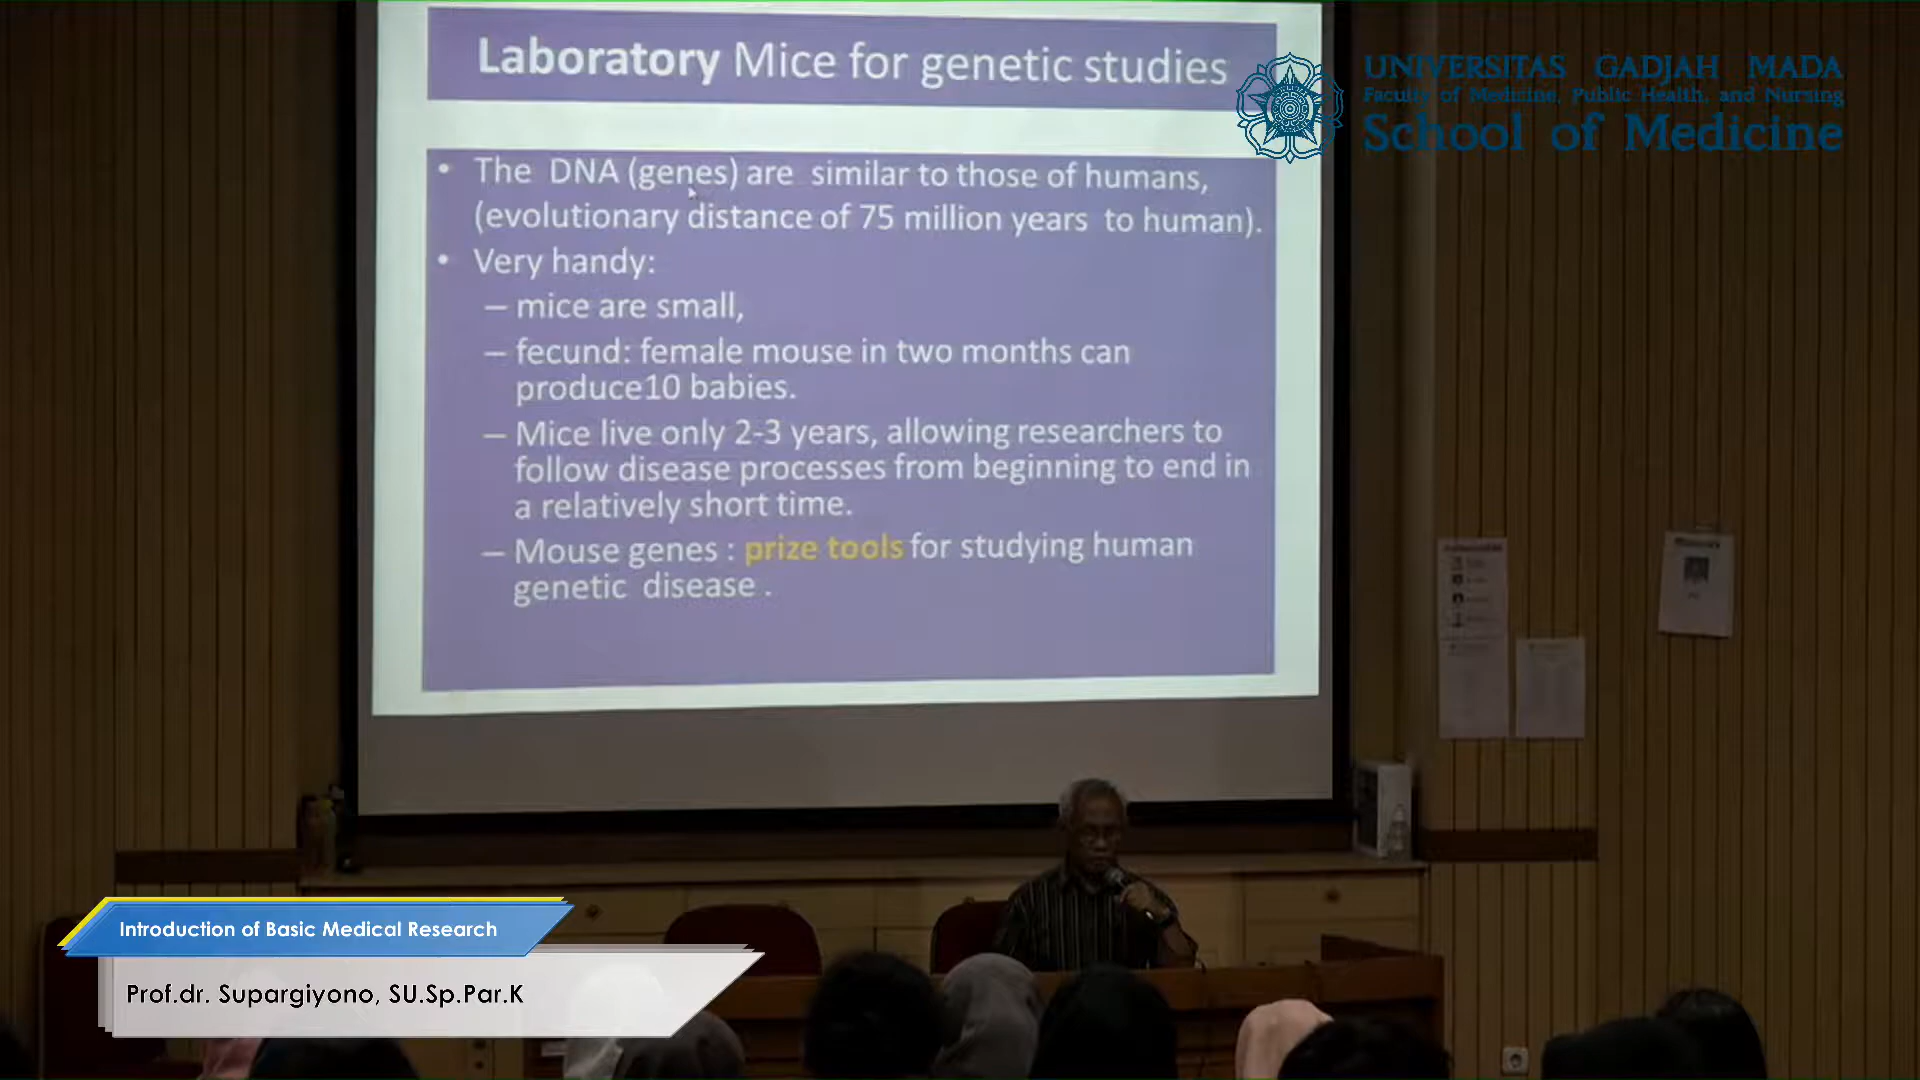 Laboratory Mice for genetic studies
UNIVERSITAS GADJAH MADA
Faculty of Medicine, Public Health, and Nursing
School of Medicine
• The DNA (genes) are similar to those of humans,
(evolutionary distance of 75 million years to human).
• Very handy:
– mice are small,
– fecund: female mouse in two months can
produce10 babies.
– Mice live only 2-3 years, allowing researchers to
follow disease processes from beginning to end in
a relatively short time.
– Mouse genes : prize tools for studying human
genetic disease .
Introduction of Basic Medical Research
Prof.dr. Supargiyono, SU.Sp.Par.K